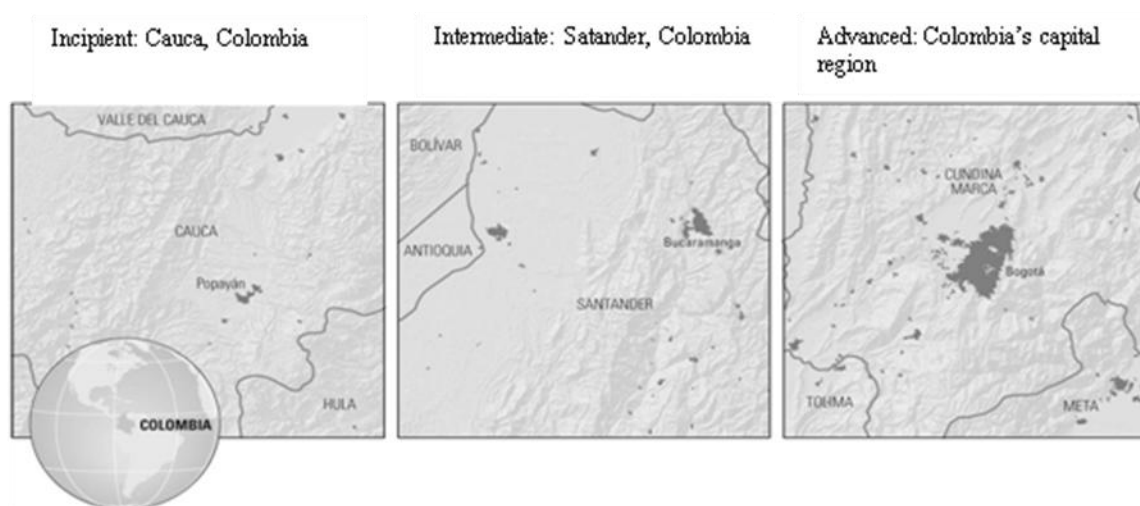 Incipient: Cauca, Colombia
Intermediate: Satander, Colombia
Advanced: Colombia's capital
region
VALLE DEL CAUCA
CAUCA
Popayán
HULA
COLOMBIA
BOLÍVAR
ANTIOQUIA
Bucaramanga
SANTANDER
CUNDINA
MARCA
Bogotá
TOLIMA
META